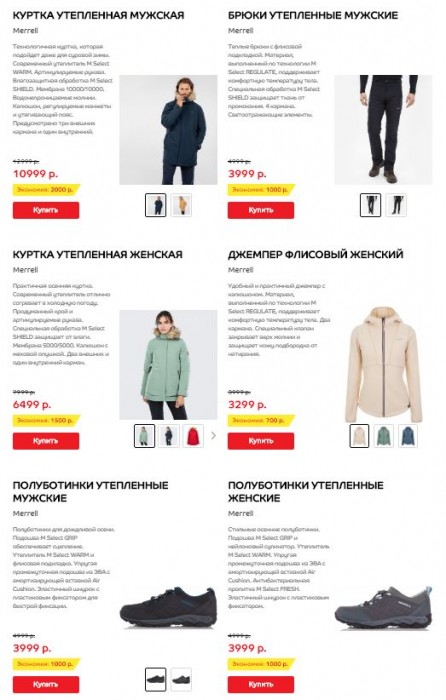 КУРТКА УТЕПЛЕННАЯ МУЖСКАЯ
Merrell
Технологичная куртка, которая
подойдет даже для суровой зимы.
Современный утеплитель M Select
WARM. Артикулируемые рукава.
Влагостойкая обработка M Select
SHIELD. Мембрана 10000/10000.
Водонепроницаемые молнии.
Капюшон, регулируемые манжеты
и утягивающий пояс.
Предусмотрено три внешних
кармана и один внутренний.
12999 р.
10999 р.
Экономия: 2000 р.
Купить
БРЮКИ УТЕПЛЕННЫЕ МУЖСКИЕ
Merrell
Теплые брюки с флисовой
подкладкой. Материал,
выполненный по технологии M
Select REGULATE, поддерживает
комфортную температуру тела.
Специальная обработка M Select
SHIELD защищает ткань от
промокания. 4 кармана.
Светоотражающие элементы.
4999 р.
3999 р.
Экономия: 1000 р.
Купить
КУРТКА УТЕПЛЕННАЯ ЖЕНСКАЯ
Merrell
Практичная осенняя куртка.
Современный утеплитель отлично
согревает в холодную погоду.
Продуманный крой и
артикулируемые рукава.
Специальная обработка M Select
SHIELD защищает от влаги.
Мембрана 5000/5000. Капюшон с
меховой опушкой. Два внешних и
один внутренний карман.
7999 р.
6499 р.
Экономия: 1500 р.
Купить
ДЖЕМПЕР ФЛИСОВЫЙ ЖЕНСКИЙ
Merrell
Удобный и практичный джемпер с
капюшоном. Материал,
выполненный по технологии M
Select REGULATE, поддерживает
комфортную температуру тела. Два
кармана. Специальный клапан
закрывает верх молнии и
защищает кожу подбородка от
натирания.
3999 р.
3299 р.
Экономия: 700 р.
Купить
ПОЛУБОТИНКИ УТЕПЛЕННЫЕ
МУЖСКИЕ
Merrell
Полуботинки для дождливой осени.
Подошва M Select GRIP
обеспечивает сцепление.
Утеплитель M Select WARM и
флисовая подкладка. Упругая
промежуточная подошва из ЭВА с
амортизирующей вставкой Air
Cushion. Эластичный шнурок с
пластиковым фиксатором для
быстрой фиксации.
4999 р.
3999 р.
Экономия: 1000 р.
Купить
ПОЛУБОТИНКИ УТЕПЛЕННЫЕ
ЖЕНСКИЕ
Merrell
Стильные осенние полуботинки.
Подошва M Select GRIP и
нейлоновый супинатор. Утеплитель
M Select WARM. Упругая
промежуточная подошва из ЭВА с
амортизирующей вставкой Air
Cushion. Антибактериальная
пропитка M Select FRESH.
Эластичный шнурок с пластиковым
фиксатором.
4999 р.
3999 р.
Экономия: 1000 р.
Купить